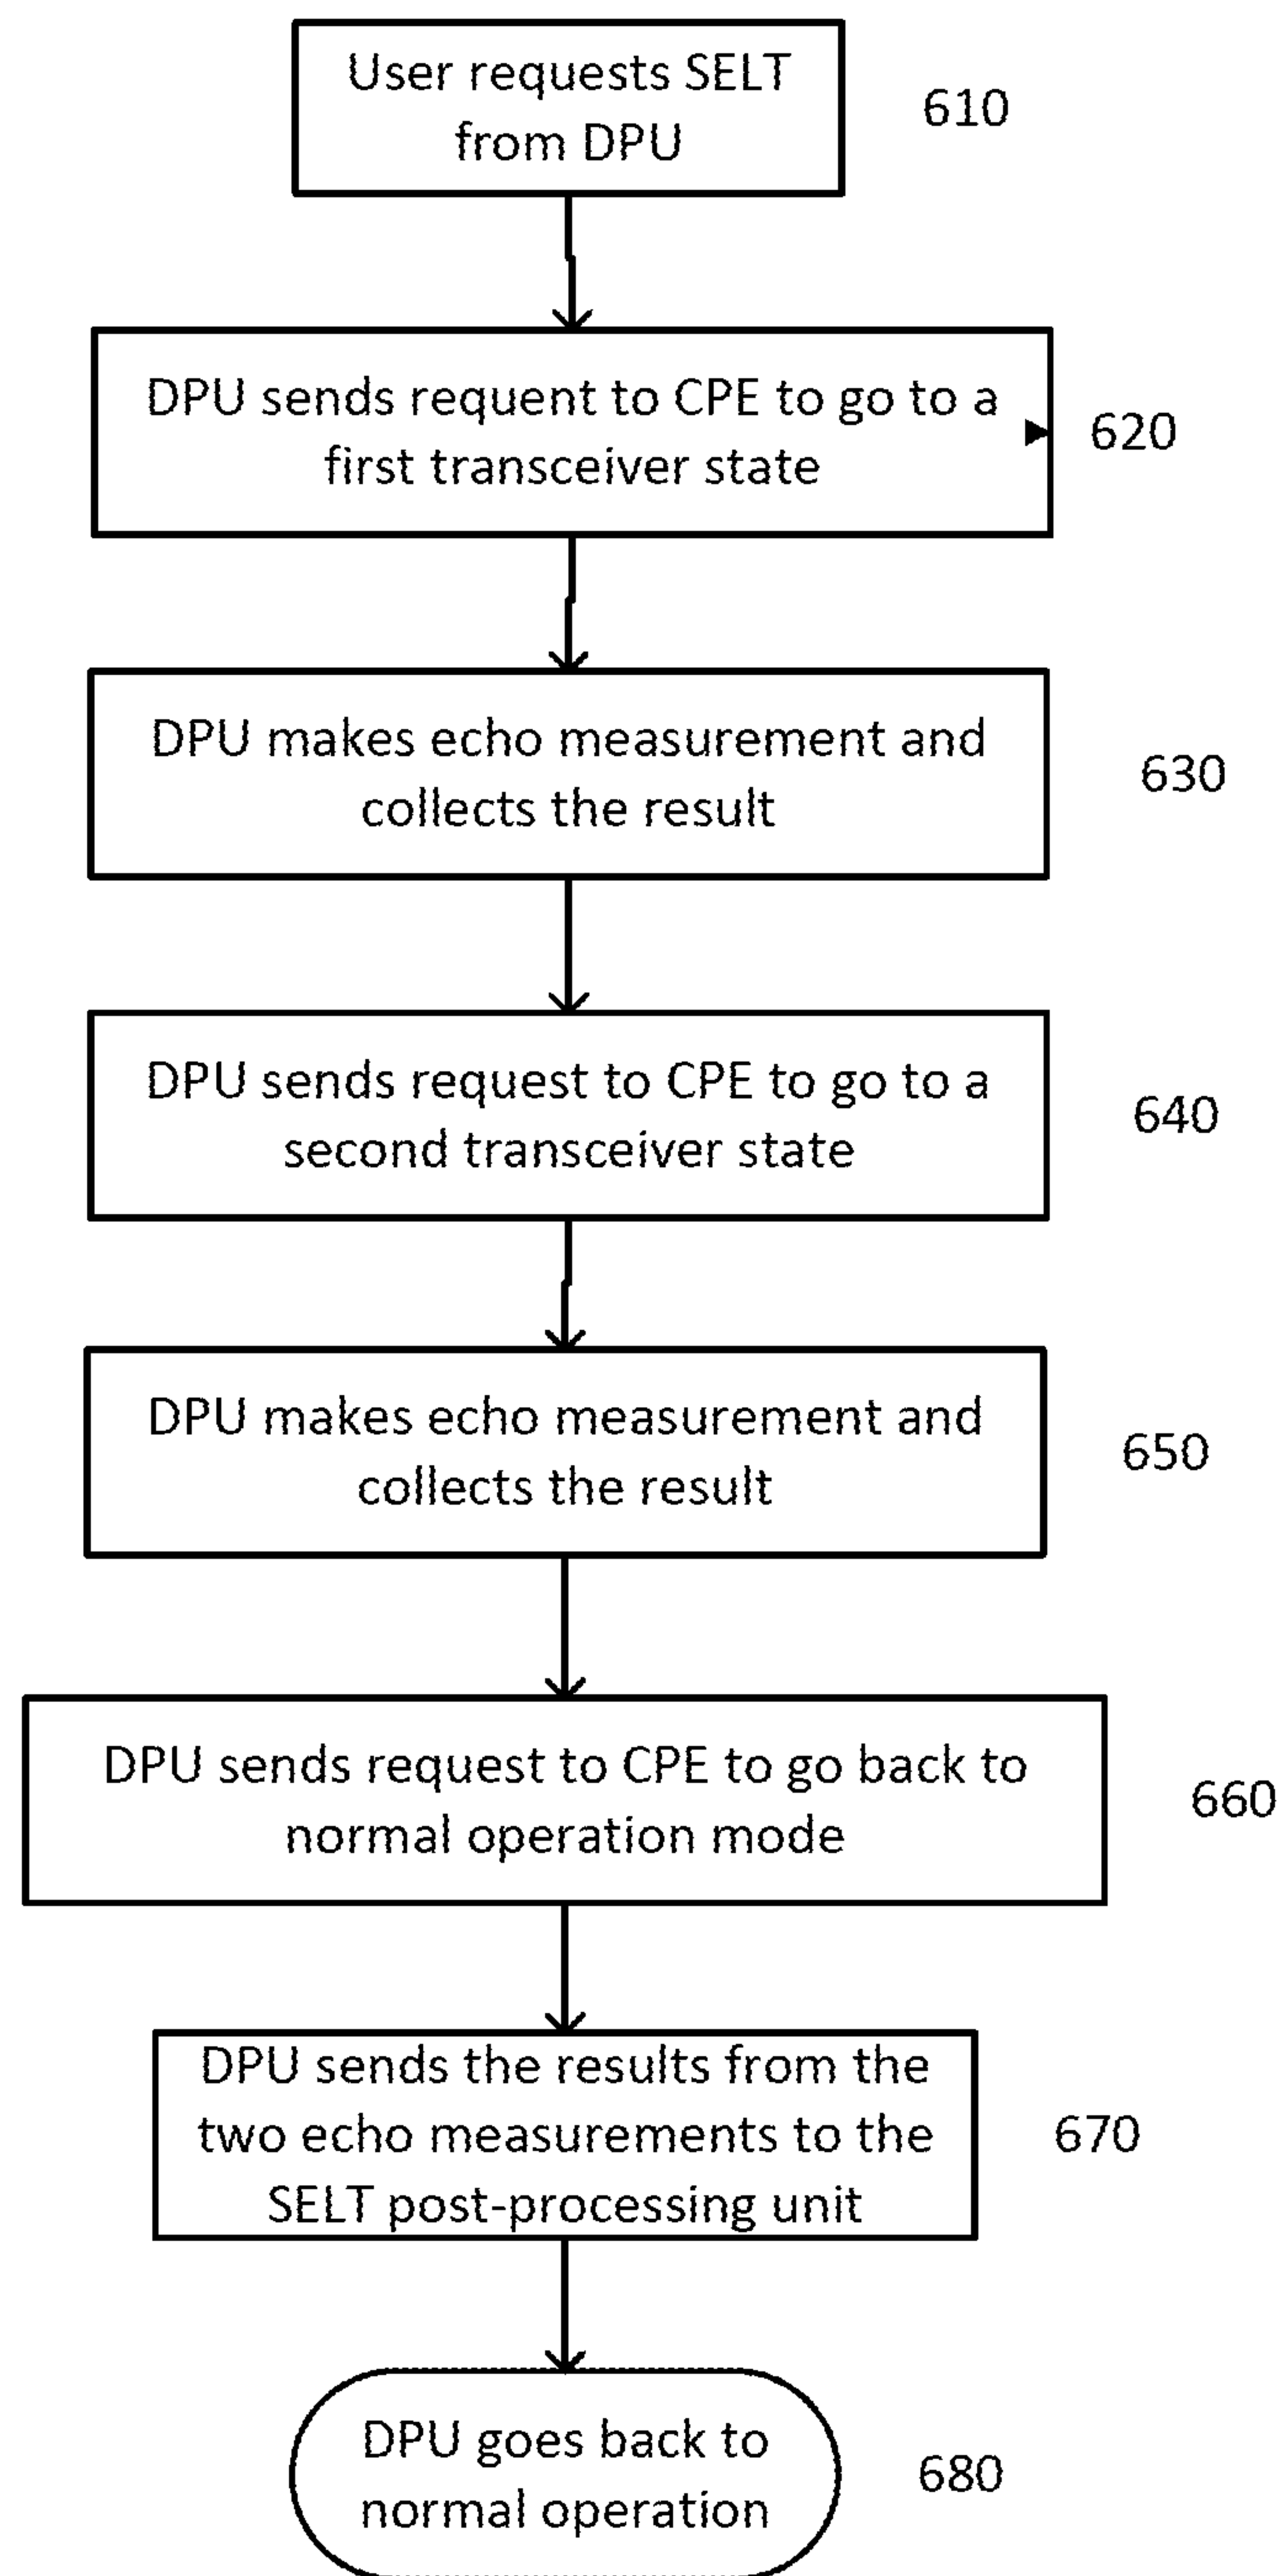 User requests SELT
from DPU
610
DPU sends requent to CPE to go to a
first transceiver state
620
DPU makes echo measurement and
collects the result
630
DPU sends request to CPE to go to a
second transceiver state
640
DPU makes echo measurement and
collects the result
650
DPU sends request to CPE to go back to
normal operation mode
660
DPU sends the results from the
two echo measurements to the
SELT post-processing unit
670
DPU goes back to
normal operation
680